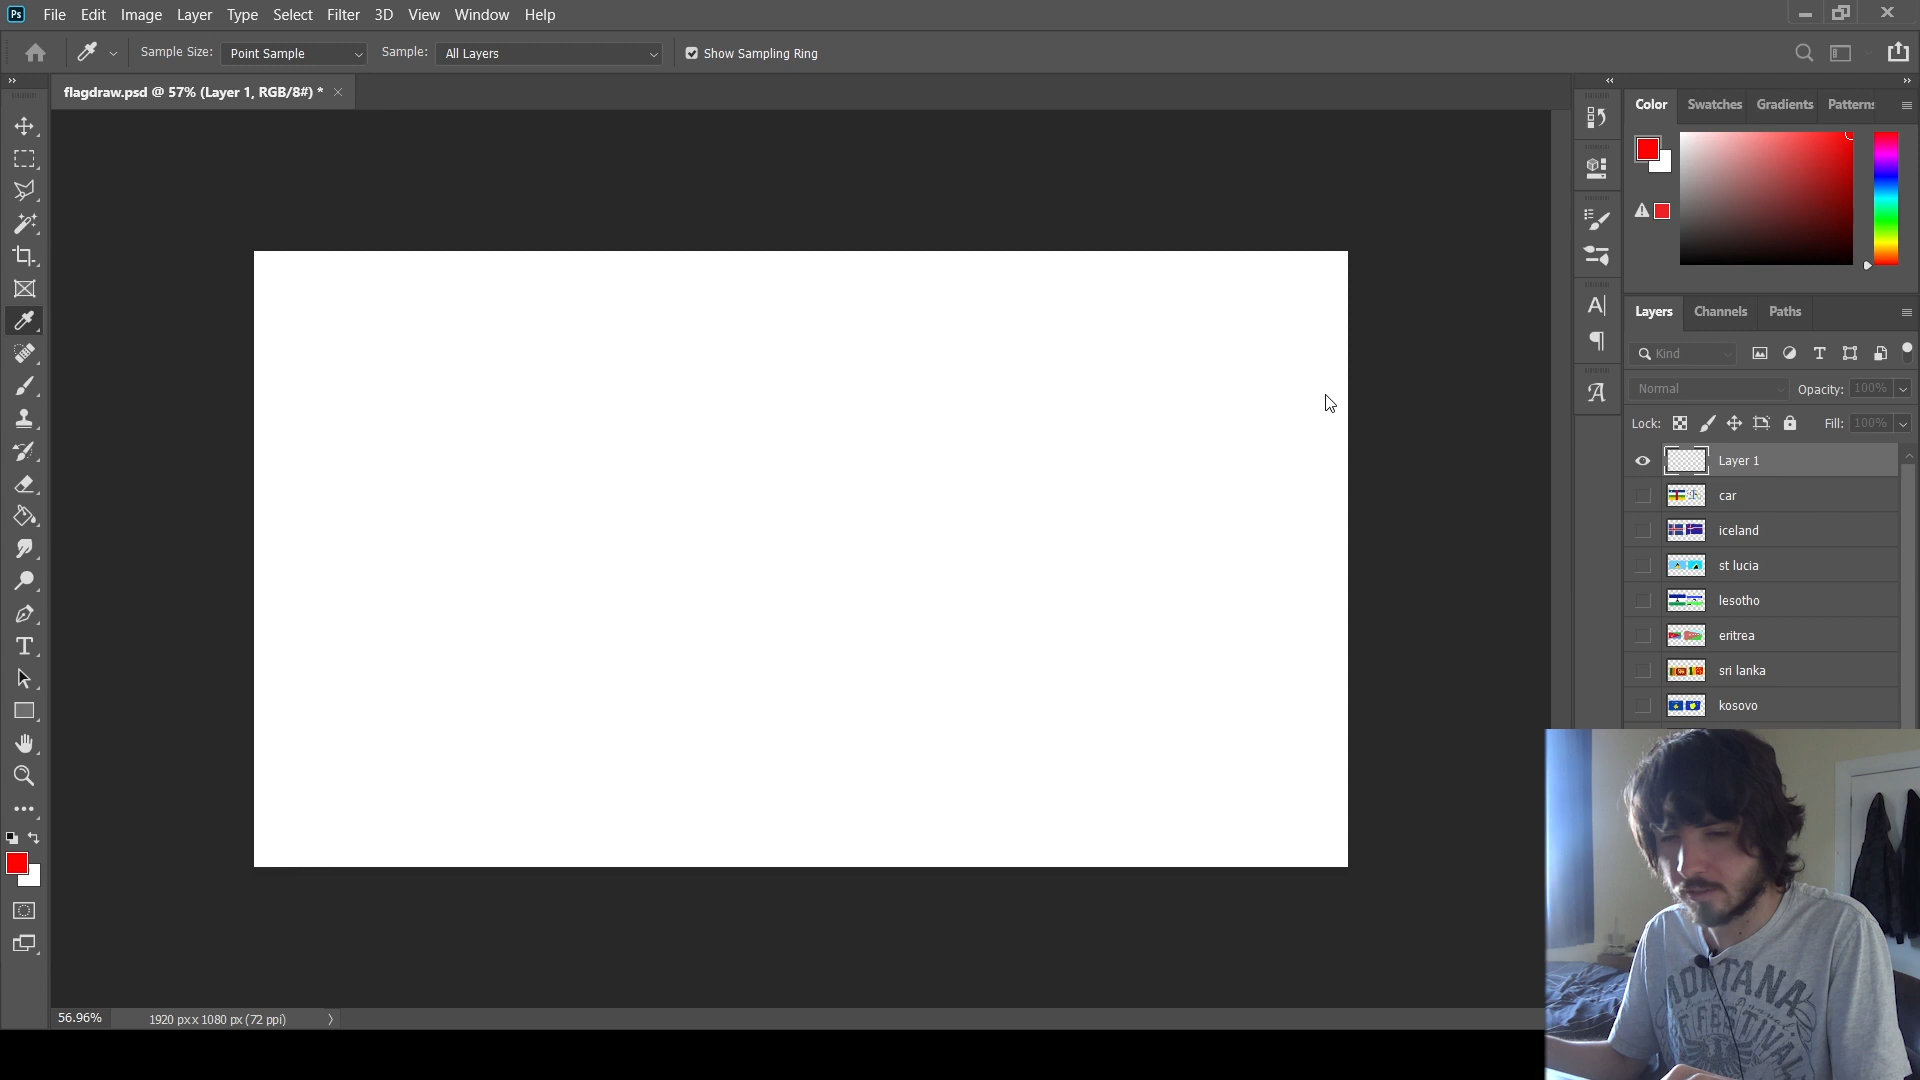 Ps File Edit Image Layer Type Select Filter 3D View Window Help
Sample Size: Point Sample Sample: All Layers Show Sampling Ring
flagdraw.psd @ 57% (Layer 1, RGB/8#) *
Color Swatches Gradients Patterns
Layers Channels Paths
Kind
Normal Opacity: 100%
Lock: Fill: 100%
Layer 1
car
iceland
st lucia
lesotho
eritrea
sri lanka
kosovo
56.96% 1920 px x 1080 px (72 ppi)
MONTANA
FESTIVAL